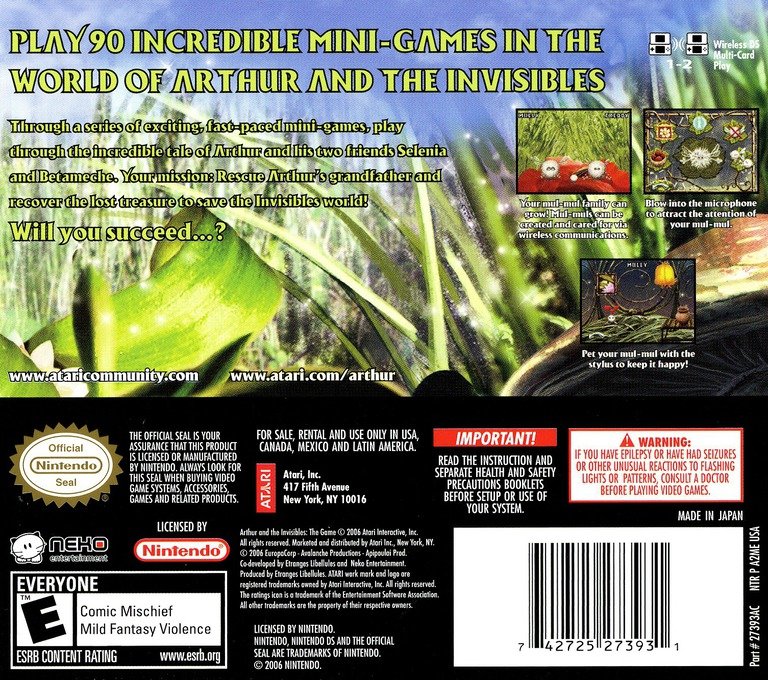 PLAY 90 INCREDIBLE MINI-GAMES IN THE
WORLD OF ARTHUR AND THE INVISIBLES
Through a series of exciting, fast-paced mini-games, play
through the incredible tale of Arthur and his two friends Selenia
and Betameche. Your mission: Rescue Arthur's grandfather and
recover the lost treasure to save the Invisibles world!
Will you succeed...?
www.ataricommunity.com
www.atari.com/arthur
1-2
Wireless DS
Multi-Card
Play
MULLY
Your mul-mul family can
grow! Mul-muls can be
created and cared for via
wireless communications.
Blow into the microphone
to attract the attention of
your mul-mul.
MULLY
Pet your mul-mul with the
stylus to keep it happy!
Official
Nintendo
Seal
®
THE OFFICIAL SEAL IS YOUR
ASSURANCE THAT THIS PRODUCT
IS LICENSED OR MANUFACTURED
BY NINTENDO. ALWAYS LOOK FOR
THIS SEAL WHEN BUYING VIDEO
GAME SYSTEMS, ACCESSORIES,
GAMES AND RELATED PRODUCTS.
FOR SALE, RENTAL AND USE ONLY IN USA,
CANADA, MEXICO AND LATIN AMERICA.
ATARI
Atari, Inc.
417 Fifth Avenue
New York, NY 10016
IMPORTANT!
READ THE INSTRUCTION AND
SEPARATE HEALTH AND SAFETY
PRECAUTIONS BOOKLETS
BEFORE SETUP OR USE OF
YOUR SYSTEM.
WARNING:
IF YOU HAVE EPILEPSY OR HAVE HAD SEIZURES
OR OTHER UNUSUAL REACTIONS TO FLASHING
LIGHTS OR PATTERNS, CONSULT A DOCTOR
BEFORE PLAYING VIDEO GAMES.
MADE IN JAPAN
NEKO
entertainment
LICENSED BY
Nintendo®
Arthur and the Invisibles: The Game © 2006 Atari Interactive, Inc.
All rights reserved. Marketed and distributed by Atari Inc., New York, NY.
© 2006 EuropaCorp - Avalanche Productions - Apipoulaï Prod.
Co-developed by Etranges Libellules and Neko Entertainment.
Produced by Etranges Libellules. ATARI work mark and logo are
registered trademarks owned by Atari Interactive, Inc. All rights reserved.
The ratings icon is a trademark of the Entertainment Software Association.
All other trademarks are the property of their respective owners.
LICENSED BY NINTENDO.
NINTENDO, NINTENDO DS AND THE OFFICIAL
SEAL ARE TRADEMARKS OF NINTENDO.
© 2006 NINTENDO.
EVERYONE
TM
E
Comic Mischief
Mild Fantasy Violence
ESRB CONTENT RATING
www.esrb.org
7 42725 27393 1
Part # 27393AC NTR P A2ME USA